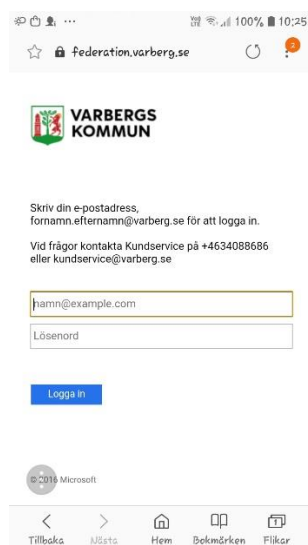 100% 10:25
federation.varberg.se
2
VARBERGS
KOMMUN
Skriv din e-postadress,
fornamn.efternamn@varberg.se för att logga in.
Vid frågor kontakta Kundservice på +4634088686
eller kundservice@varberg.se
namn@example.com
Lösenord
Logga in
© 2016 Microsoft
Tillbaka Nästa Hem Bokmärken Flikar